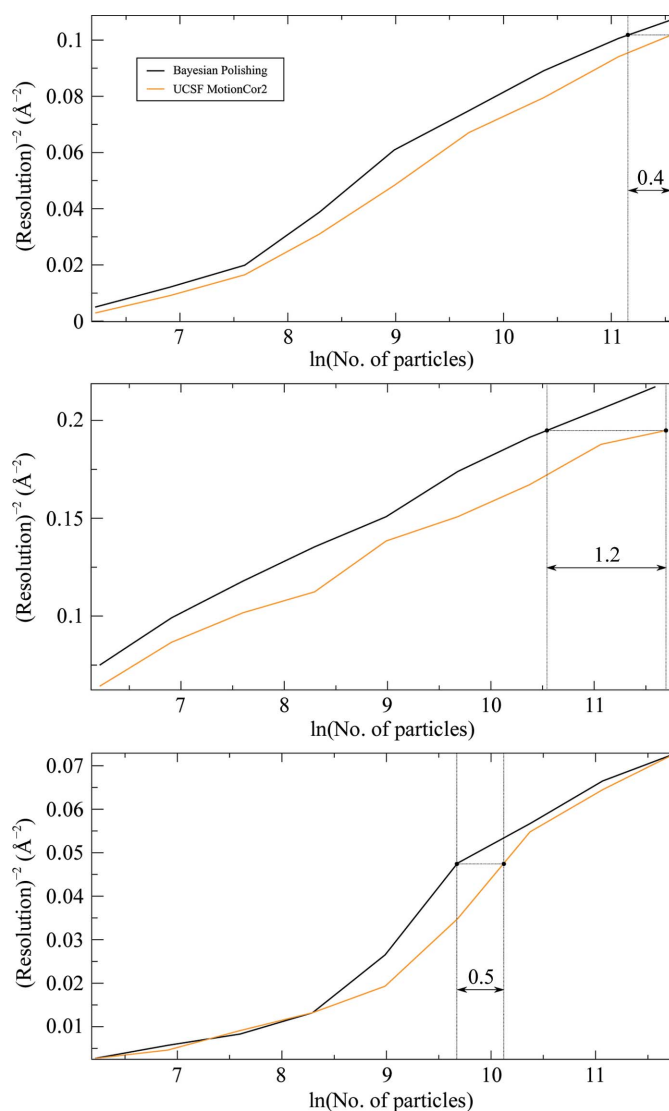 0.1
0.08
0.06
0.04
0.02
0
(Resolution)⁻² (Å⁻²)
Bayesian Polishing
UCSF MotionCor2
0.4
7 8 9 10 11
ln(No. of particles)
0.2
0.15
0.1
(Resolution)⁻² (Å⁻²)
1.2
7 8 9 10 11
ln(No. of particles)
0.07
0.06
0.05
0.04
0.03
0.02
0.01
(Resolution)⁻² (Å⁻²)
0.5
7 8 9 10 11
ln(No. of particles)